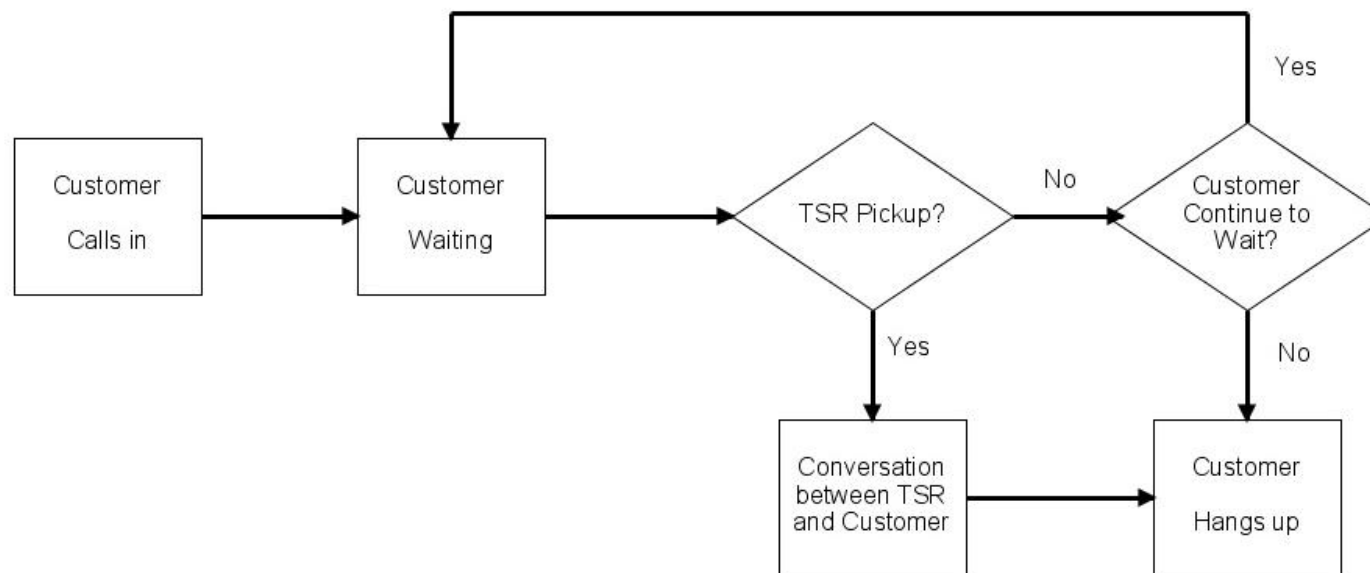 Customer
Calls in
Customer
Waiting
TSR Pickup?
No
Customer
Continue to
Wait?
Yes
Yes
No
Conversation
between TSR
and Customer
Customer
Hangs up